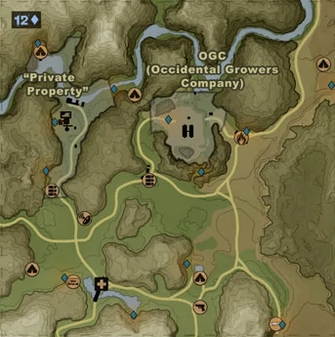 12
OGC
(Occidental Growers
Company)
"Private
Property"